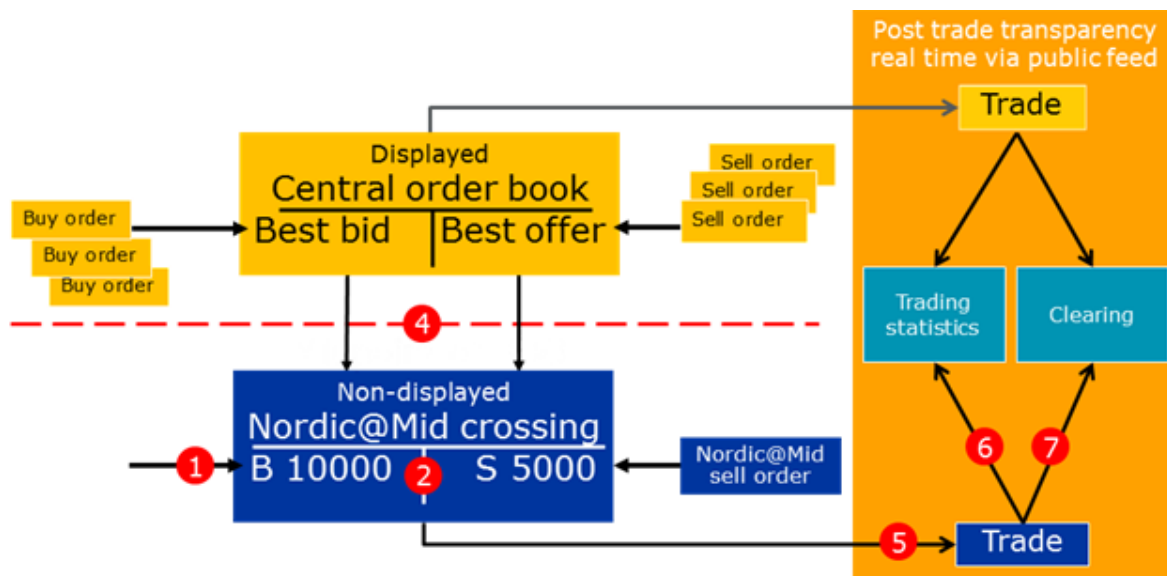 Post trade transparency
real time via public feed
Trade
Displayed
Central order book
Best bid
Best offer
Sell order
Sell order
Sell order
Buy order
Buy order
Buy order
Trading
statistics
Clearing
4
Non-displayed
Nordic@Mid crossing
B 10000
S 5000
1
2
Nordic@Mid
sell order
6
7
5
Trade